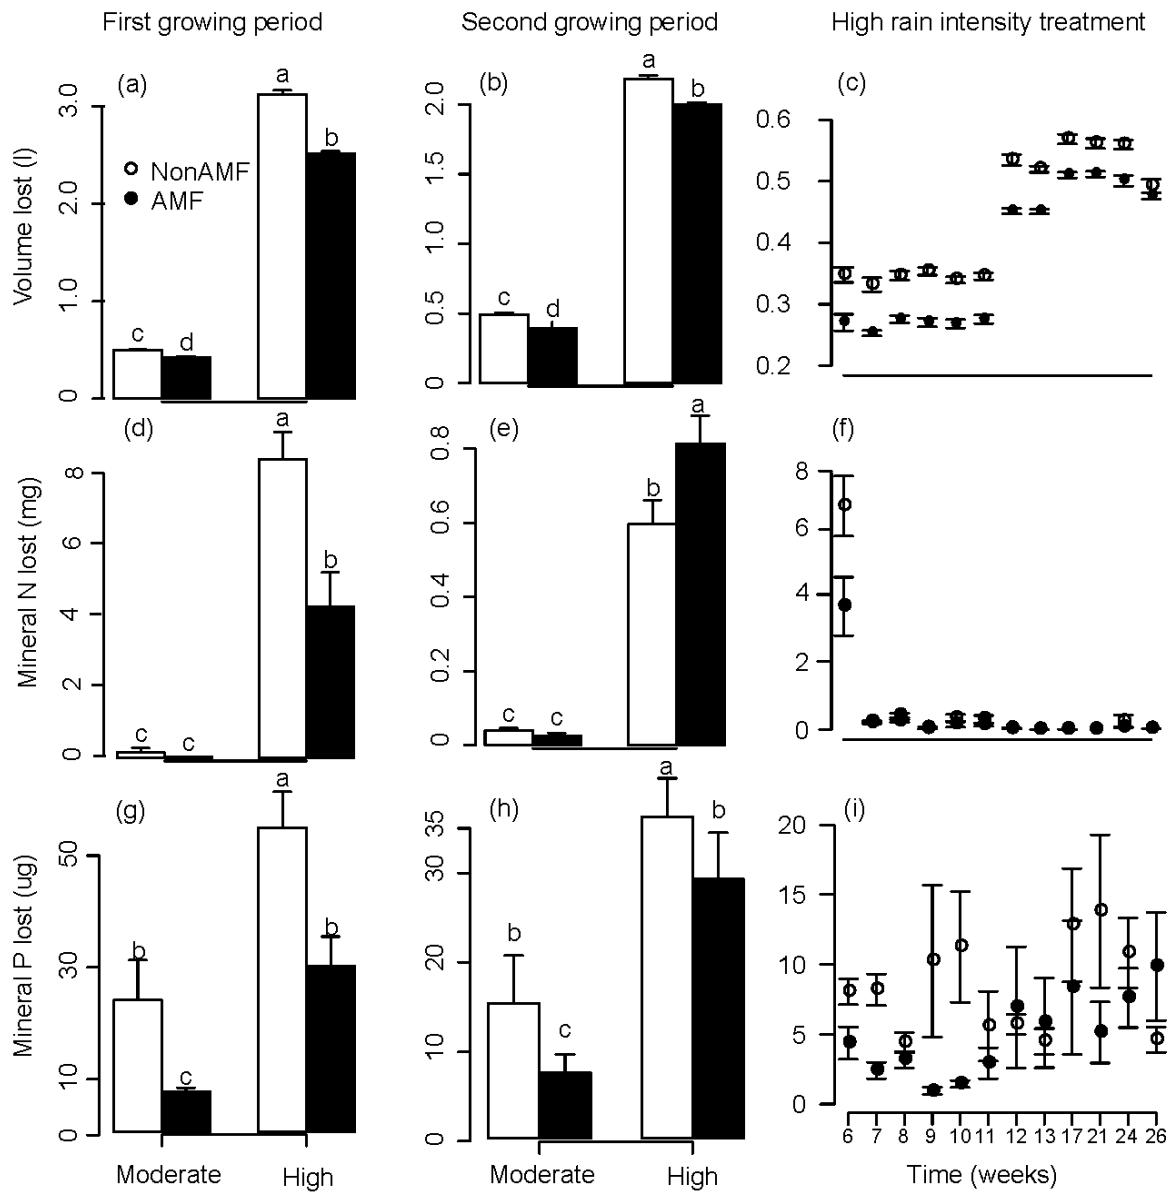 First growing period
Second growing period
High rain intensity treatment
(a)
Volume lost (l)
3.0
2.0
1.0
0
NonAMF
AMF
c
d
a
b
(b)
2.0
1.5
1.0
0.5
0
c
d
a
b
(c)
0.6
0.5
0.4
0.3
0.2
(d)
Mineral N lost (mg)
8
6
4
2
0
c
c
a
b
(e)
0.8
0.6
0.4
0.2
0
c
c
b
a
(f)
8
6
4
2
0
(g)
Mineral P lost (ug)
50
30
10
0
b
c
a
b
Moderate
High
(h)
35
30
20
10
0
b
c
a
b
Moderate
High
(i)
20
15
10
5
0
6 7 8 9 10 11 12 13 17 21 24 26
Time (weeks)